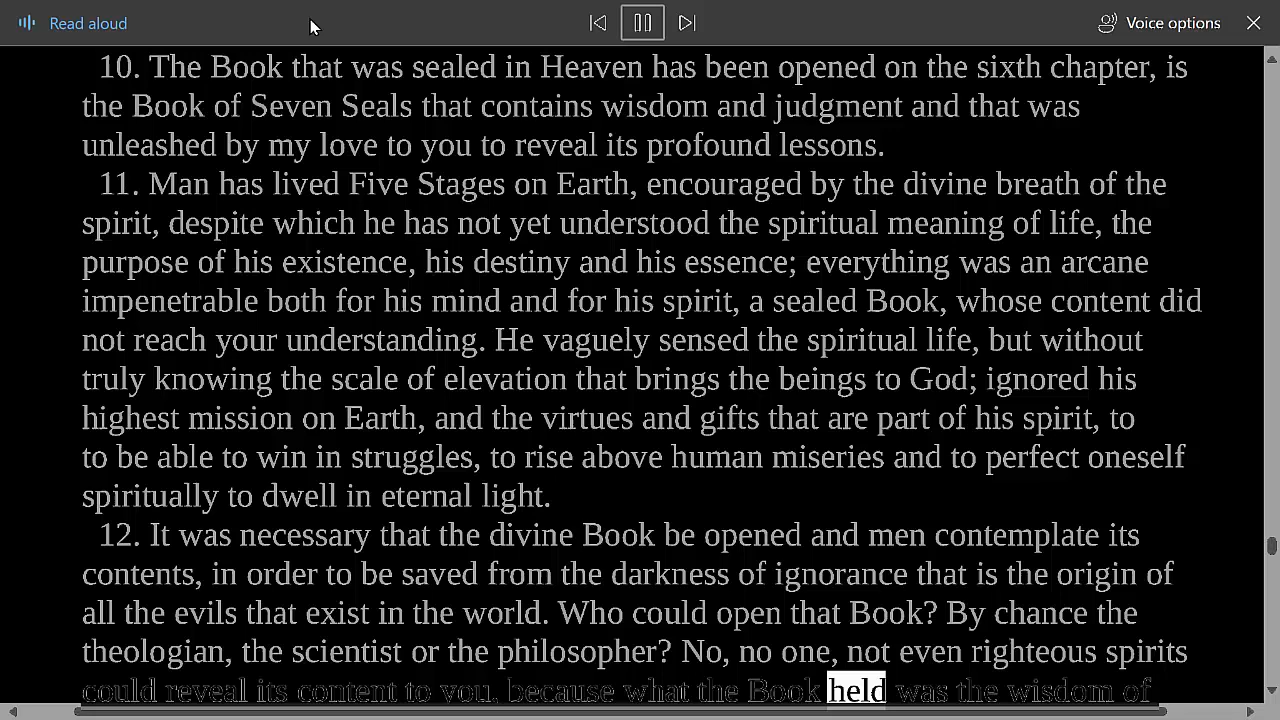 Read aloud
Voice options
10. The Book that was sealed in Heaven has been opened on the sixth chapter, is
the Book of Seven Seals that contains wisdom and judgment and that was
unleashed by my love to you to reveal its profound lessons.
11. Man has lived Five Stages on Earth, encouraged by the divine breath of the
spirit, despite which he has not yet understood the spiritual meaning of life, the
purpose of his existence, his destiny and his essence; everything was an arcane
impenetrable both for his mind and for his spirit, a sealed Book, whose content did
not reach your understanding. He vaguely sensed the spiritual life, but without
truly knowing the scale of elevation that brings the beings to God; ignored his
highest mission on Earth, and the virtues and gifts that are part of his spirit, to
to be able to win in struggles, to rise above human miseries and to perfect oneself
spiritually to dwell in eternal light.
12. It was necessary that the divine Book be opened and men contemplate its
contents, in order to be saved from the darkness of ignorance that is the origin of
all the evils that exist in the world. Who could open that Book? By chance the
theologian, the scientist or the philosopher? No, no one, not even righteous spirits
could reveal its content to you, because what the Book held was the wisdom of